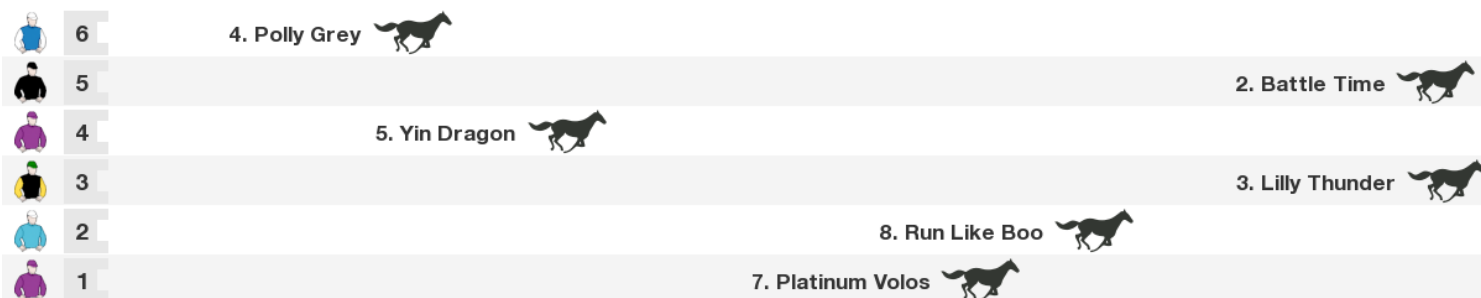 6 4. Polly Grey
5 2. Battle Time
4 5. Yin Dragon
3 3. Lilly Thunder
2 8. Run Like Boo
1 7. Platinum Volos